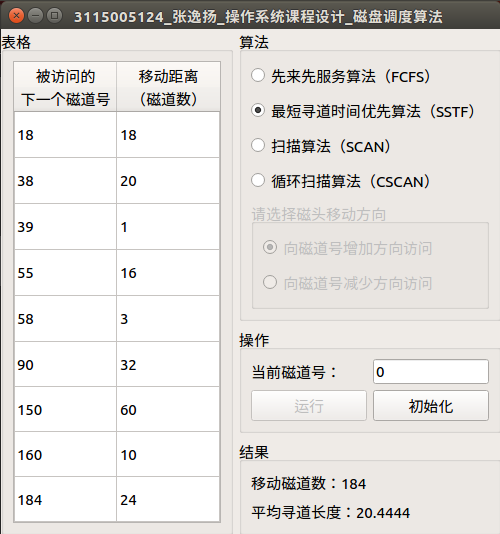 3115005124_张逸扬_操作系统课程设计_磁盘调度算法
表格
被访问的 移动距离
下一个磁道号 （磁道数）
18 18
38 20
39 1
55 16
58 3
90 32
150 60
160 10
184 24
算法
先来先服务算法（FCFS）
最短寻道时间优先算法（SSTF）
扫描算法（SCAN）
循环扫描算法（CSCAN）
请选择磁头移动方向
向磁道号增加方向访问
向磁道号减少方向访问
操作
当前磁道号： 0
运行 初始化
结果
移动磁道数：184
平均寻道长度：20.4444